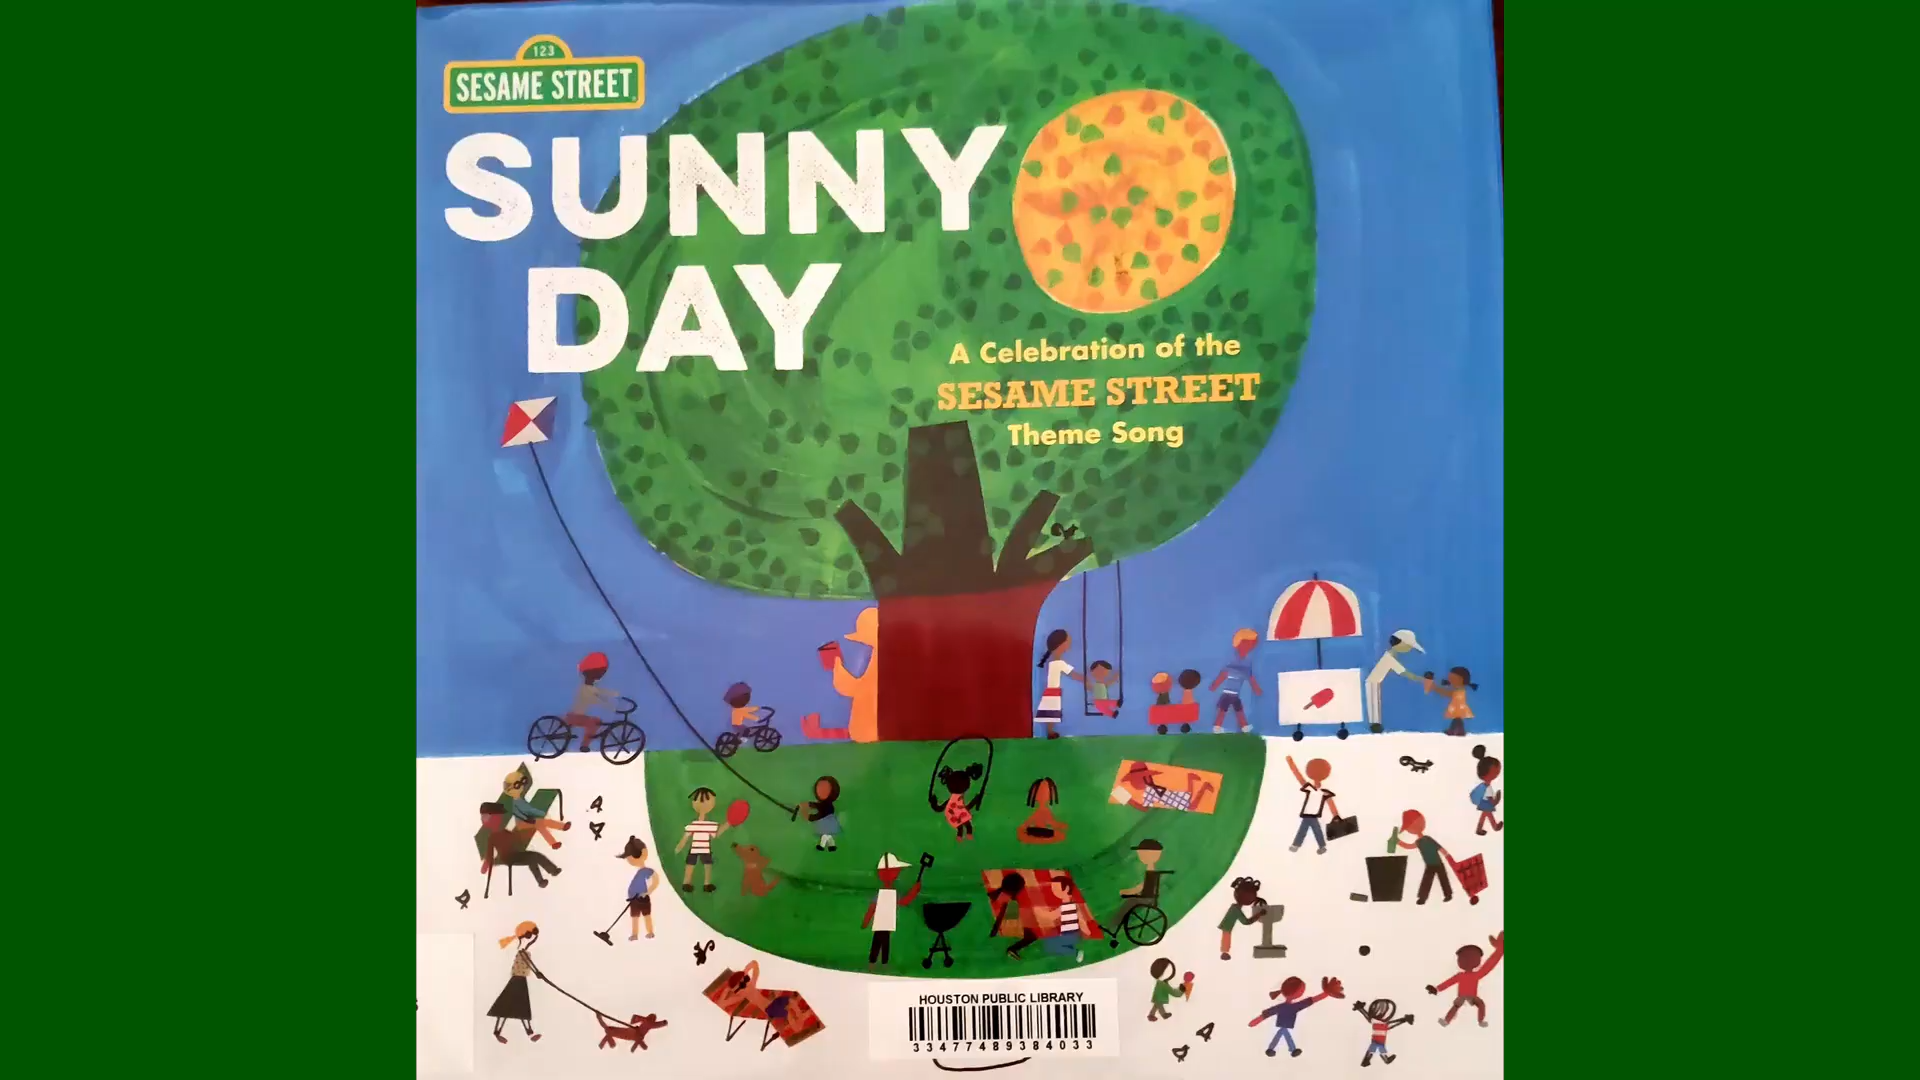 123
SESAME STREET
SUNNY
DAY
A Celebration of the
SESAME STREET
Theme Song
HOUSTON PUBLIC LIBRARY
33477489384033